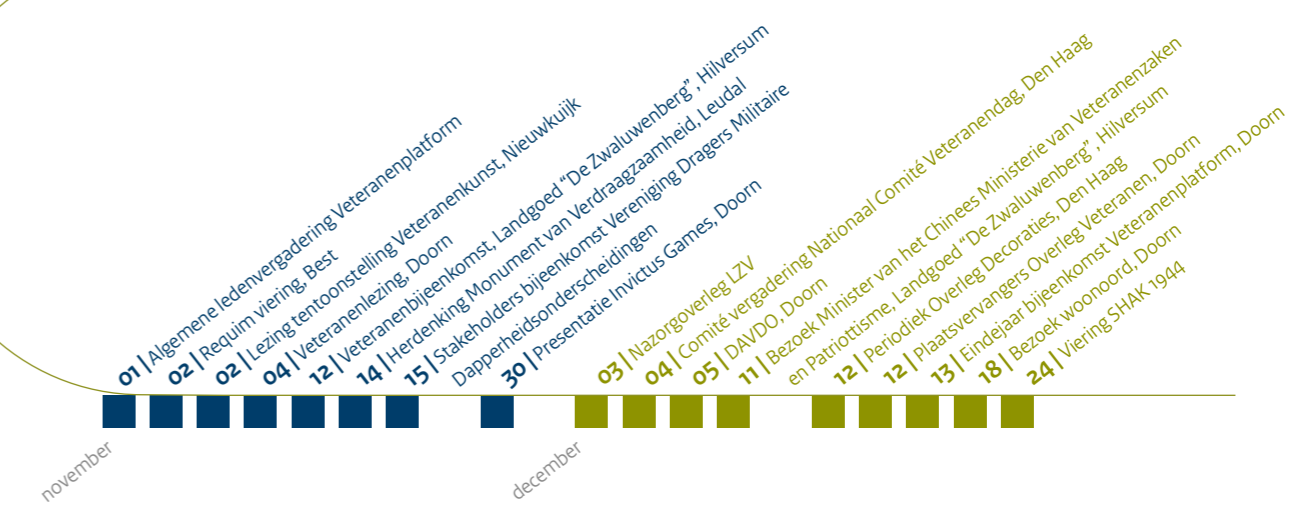 01 | Algemene ledenvergadering Veteranenplatform
02 | Requim viering, Best
02 | Lezing tentoonstelling Veteranenkunst, Nieuwkuijk
04 | Veteranenlezing, Doorn
12 | Veteranenbijeenkomst, Landgoed “De Zwaluwenberg”, Hilversum
14 | Herdenking Monument van Verdraagzaamheid, Leudal
15 | Stakeholders bijeenkomst Vereniging Dragers Militaire
Dapperheidsonderscheidingen
30 | Presentatie Invictus Games, Doorn
november
03 | Nazorgoverleg LZV
04 | Comité vergadering Nationaal Comité Veteranendag, Den Haag
05 | DAVDO, Doorn
11 | Bezoek Minister van het Chinees Ministerie van Veteranenzaken
en Patriottisme, Landgoed “De Zwaluwenberg”, Hilversum
12 | Periodiek Overleg Decoraties, Den Haag
12 | Plaatsvervangers Overleg Veteranen, Doorn
13 | Eindejaar bijeenkomst Veteranenplatform, Doorn
18 | Bezoek woonoord, Doorn
24 | Viering SHAK 1944
december